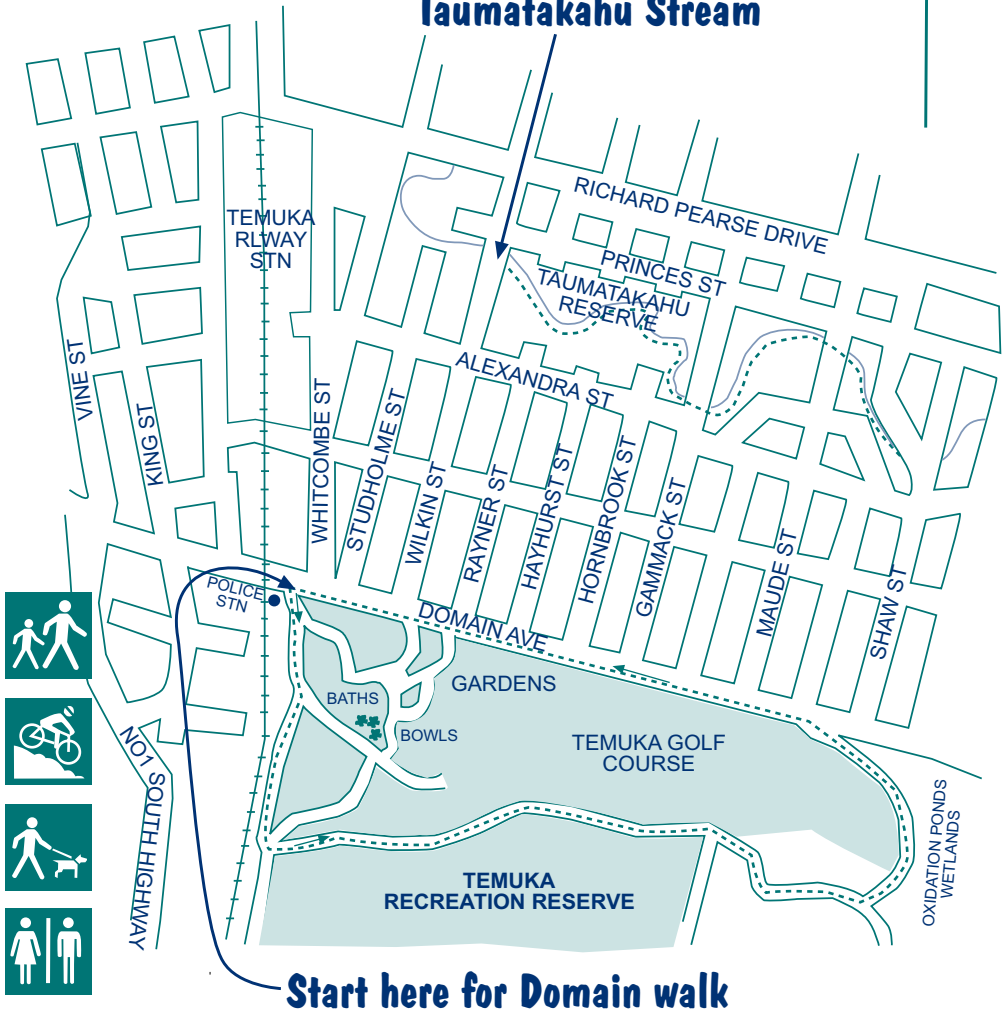 Taumatakahu Stream
RICHARD PEARSE DRIVE
TEMUKA
RLWAY
STN
PRINCES ST
TAUMATAKAHU
RESERVE
VINE ST
KING ST
ALEXANDRA ST
WHITCOMBE ST
STUDHOLME ST
WILKIN ST
RAYNER ST
HAYHURST ST
HORNBROOK ST
GAMMACK ST
MAUDE ST
SHAW ST
POLICE
STN
DOMAIN AVE
BATHS
GARDENS
BOWLS
TEMUKA GOLF
COURSE
NO1 SOUTH HIGHWAY
OXIDATION PONDS
WETLANDS
TEMUKA
RECREATION RESERVE
Start here for Domain walk